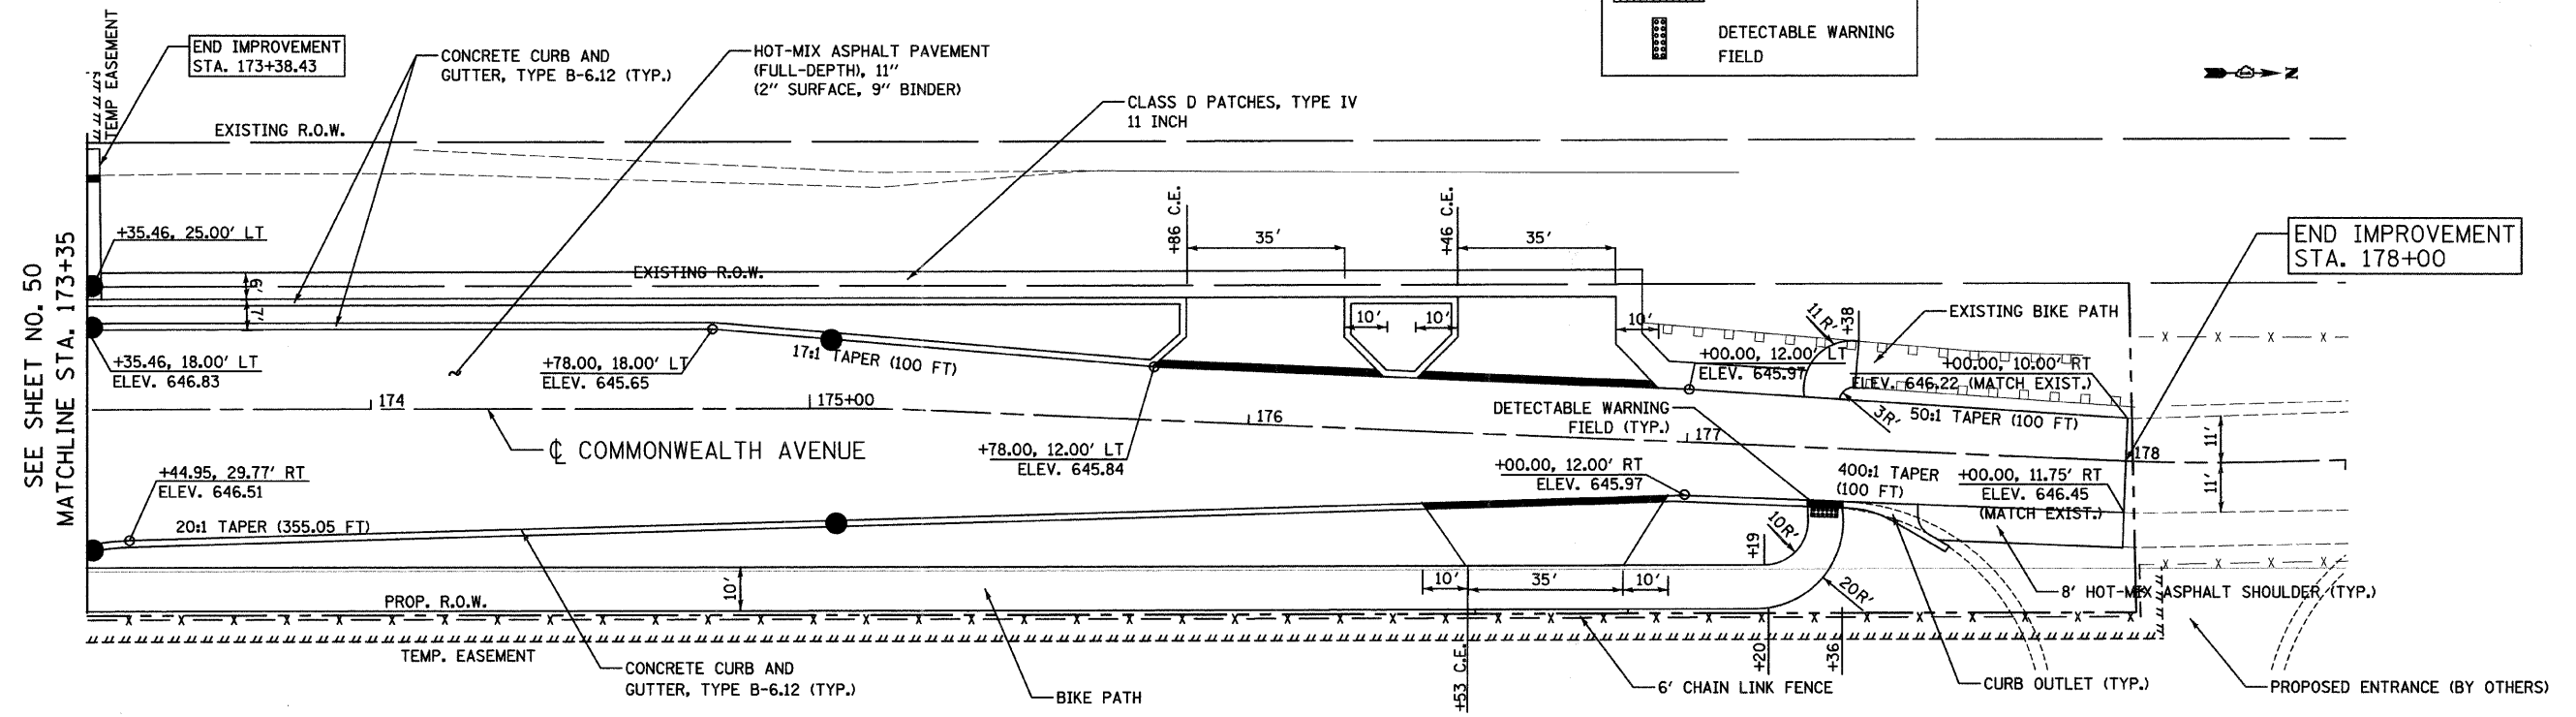 DETECTABLE WARNING
FIELD
N
TEMP EASEMENT
END IMPROVEMENT
STA. 173+38.43
CONCRETE CURB AND
GUTTER, TYPE B-6.12 (TYP.)
HOT-MIX ASPHALT PAVEMENT
(FULL-DEPTH), 11"
(2" SURFACE, 9" BINDER)
CLASS D PATCHES, TYPE IV
11 INCH
EXISTING R.O.W.
SEE SHEET NO. 50
MATCHLINE STA. 173+35
+35.46, 25.00' LT
6'
7'
EXISTING R.O.W.
+86 C.E.
35'
+46 C.E.
35'
END IMPROVEMENT
STA. 178+00
10'
10'
10'
11'R
+38
EXISTING BIKE PATH
+35.46, 18.00' LT
ELEV. 646.83
+78.00, 18.00' LT
ELEV. 645.65
17:1 TAPER (100 FT)
+00.00, 12.00' LT
ELEV. 645.97
+00.00, 10.00' RT
ELEV. 646.22 (MATCH EXIST.)
3R'
50:1 TAPER (100 FT)
174
175+00
176
177
178
11'
11'
DETECTABLE WARNING
FIELD (TYP.)
℄ COMMONWEALTH AVENUE
+78.00, 12.00' LT
ELEV. 645.84
+44.95, 29.77' RT
ELEV. 646.51
+00.00, 12.00' RT
ELEV. 645.97
400:1 TAPER
(100 FT)
+00.00, 11.75' RT
ELEV. 646.45
(MATCH EXIST.)
20:1 TAPER (355.05 FT)
10R'
+19
10'
10'
35'
10'
20R'
8' HOT-MIX ASPHALT SHOULDER (TYP.)
PROP. R.O.W.
TEMP. EASEMENT
CONCRETE CURB AND
GUTTER, TYPE B-6.12 (TYP.)
BIKE PATH
+53 C.E.
6' CHAIN LINK FENCE
+20
+36
CURB OUTLET (TYP.)
PROPOSED ENTRANCE (BY OTHERS)